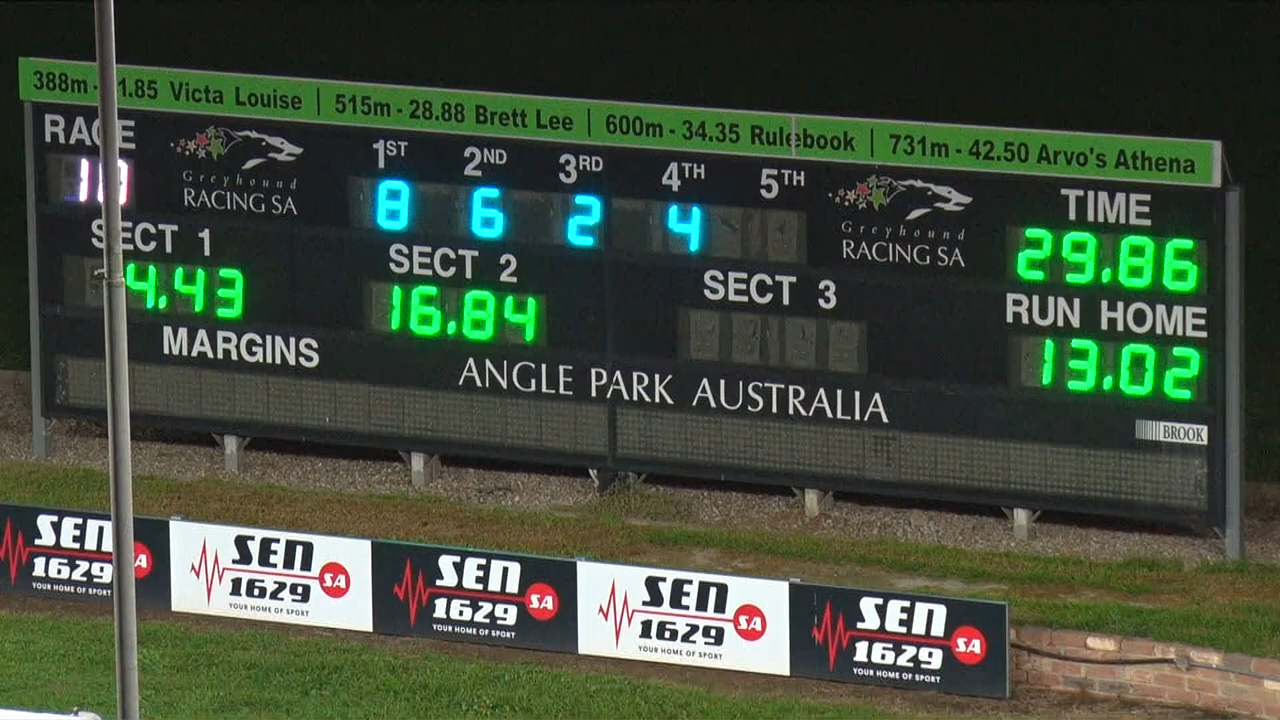 388m - 1.85 Victa Louise | 515m - 28.88 Brett Lee | 600m - 34.35 Rulebook | 731m - 42.50 Arvo's Athena
RACE
10
Greyhound
RACING SA
1ST 2ND 3RD 4TH 5TH
8 6 2 4
Greyhound
RACING SA
TIME
29.86
SECT 1
4.43
SECT 2
16.84
SECT 3
RUN HOME
13.02
MARGINS
ANGLE PARK AUSTRALIA
BROOK
SEN
1629
SA
YOUR HOME OF SPORT
SEN
1629
SA
YOUR HOME OF SPORT
SEN
1629
SA
YOUR HOME OF SPORT
SEN
1629
SA
YOUR HOME OF SPORT
SEN
1629
SA
YOUR HOME OF SPORT